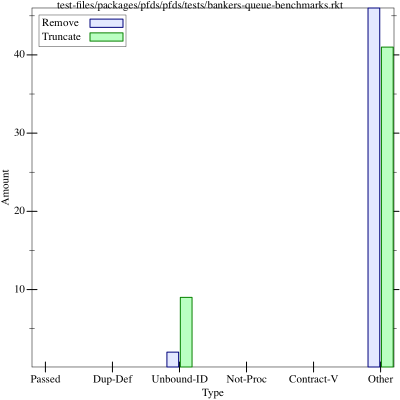 test-files/packages/pfds/pfds/tests/bankers-queue-benchmarks.rkt
Remove
Truncate
40
30
20
10
Amount
Passed Dup-Def Unbound-ID Not-Proc Contract-V Other
Type